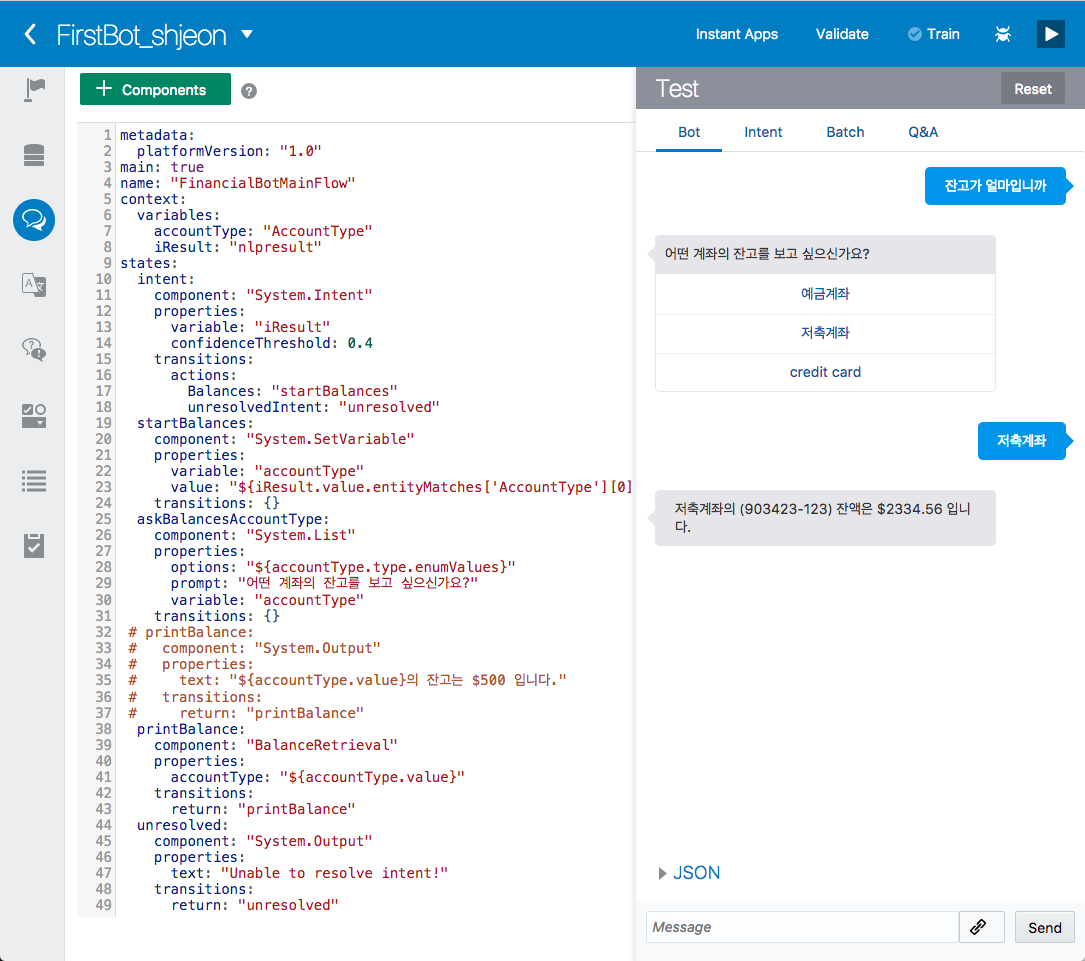 FirstBot_shjeon
Instant Apps
Validate
Train
Components
?
Test
Reset
Bot
Intent
Batch
Q&A
1 metadata:
2 platformVersion: "1.0"
3 main: true
4 name: "FinancialBotMainFlow"
5 context:
6 variables:
7 accountType: "AccountType"
8 iResult: "nlpresult"
9 states:
10 intent:
11 component: "System.Intent"
12 properties:
13 variable: "iResult"
14 confidenceThreshold: 0.4
15 transitions:
16 actions:
17 Balances: "startBalances"
18 unresolvedIntent: "unresolved"
19 startBalances:
20 component: "System.SetVariable"
21 properties:
22 variable: "accountType"
23 value: "${iResult.value.entityMatches['AccountType'][0]
24 transitions: {}
25 askBalancesAccountType:
26 component: "System.List"
27 properties:
28 options: "${accountType.type.enumValues}"
29 prompt: "어떤 계좌의 잔고를 보고 싶으신가요?"
30 variable: "accountType"
31 transitions: {}
32 # printBalance:
33 # component: "System.Output"
34 # properties:
35 # text: "${accountType.value}의 잔고는 $500 입니다."
36 # transitions:
37 # return: "printBalance"
38 printBalance:
39 component: "BalanceRetrieval"
40 properties:
41 accountType: "${accountType.value}"
42 transitions:
43 return: "printBalance"
44 unresolved:
45 component: "System.Output"
46 properties:
47 text: "Unable to resolve intent!"
48 transitions:
49 return: "unresolved"
잔고가 얼마입니까
어떤 계좌의 잔고를 보고 싶으신가요?
예금계좌
저축계좌
credit card
저축계좌
저축계좌의 (903423-123) 잔액은 $2334.56 입니
다.
JSON
Message
Send